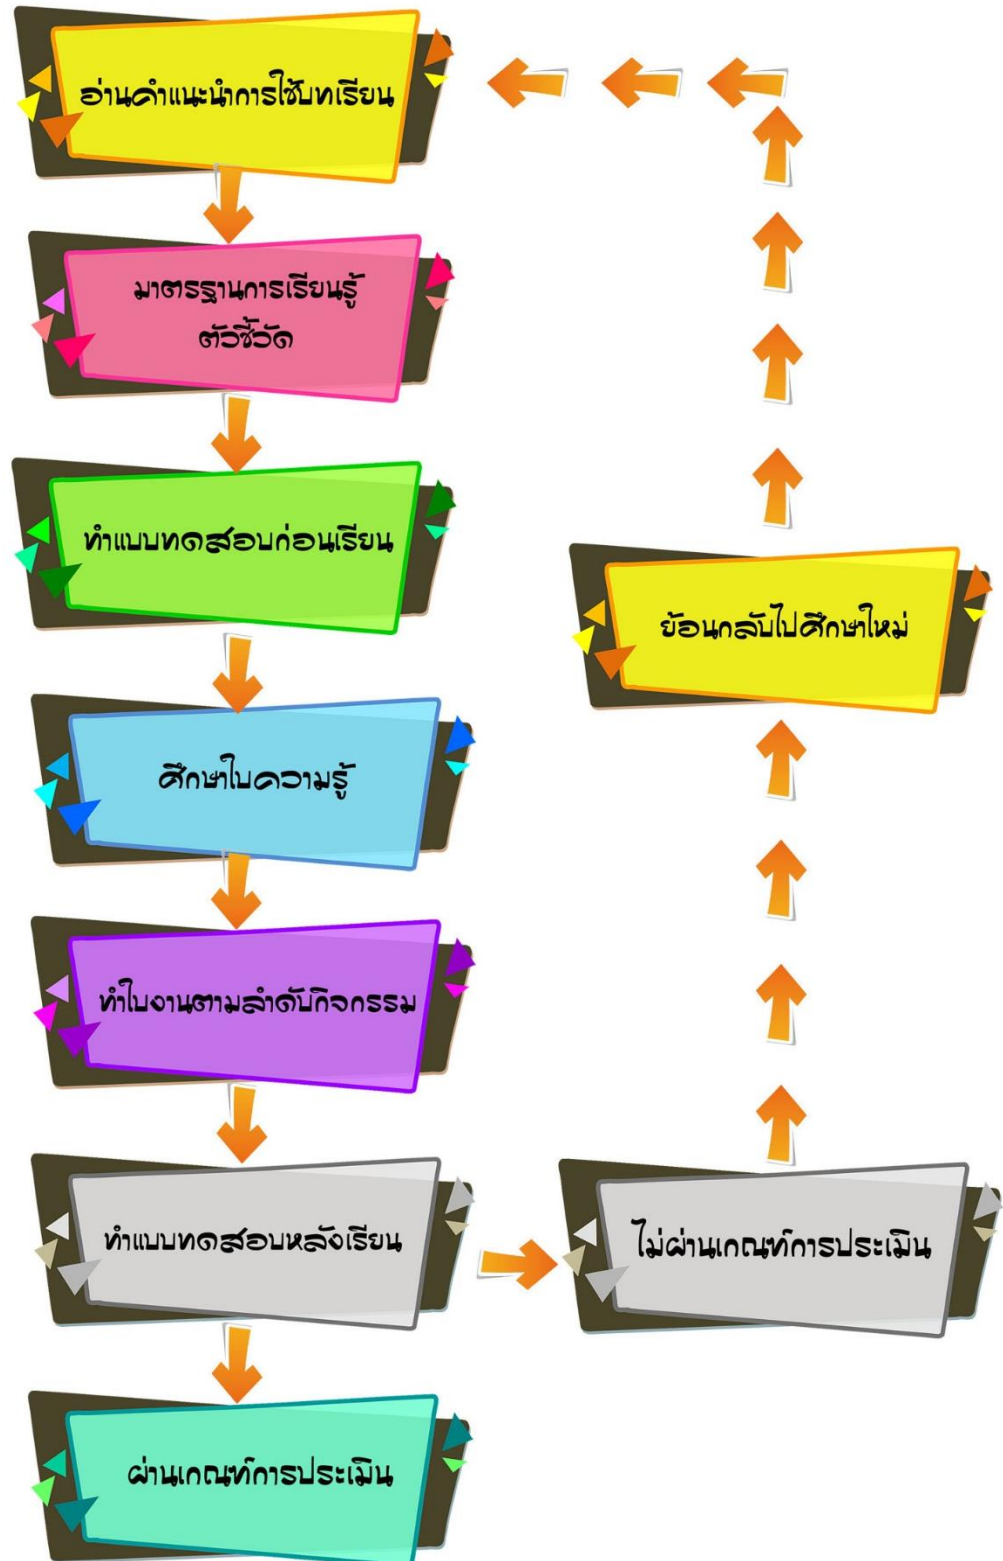 อ่านคำแนะนำการใช้บทเรียน
มาตรฐานการเรียนรู้
ตัวชี้วัด
ทำแบบทดสอบก่อนเรียน
ศึกษาใบความรู้
ทำใบงานตามลำดับกิจกรรม
ทำแบบทดสอบหลังเรียน
ผ่านเกณฑ์การประเมิน
ไม่ผ่านเกณฑ์การประเมิน
ย้อนกลับไปศึกษาใหม่